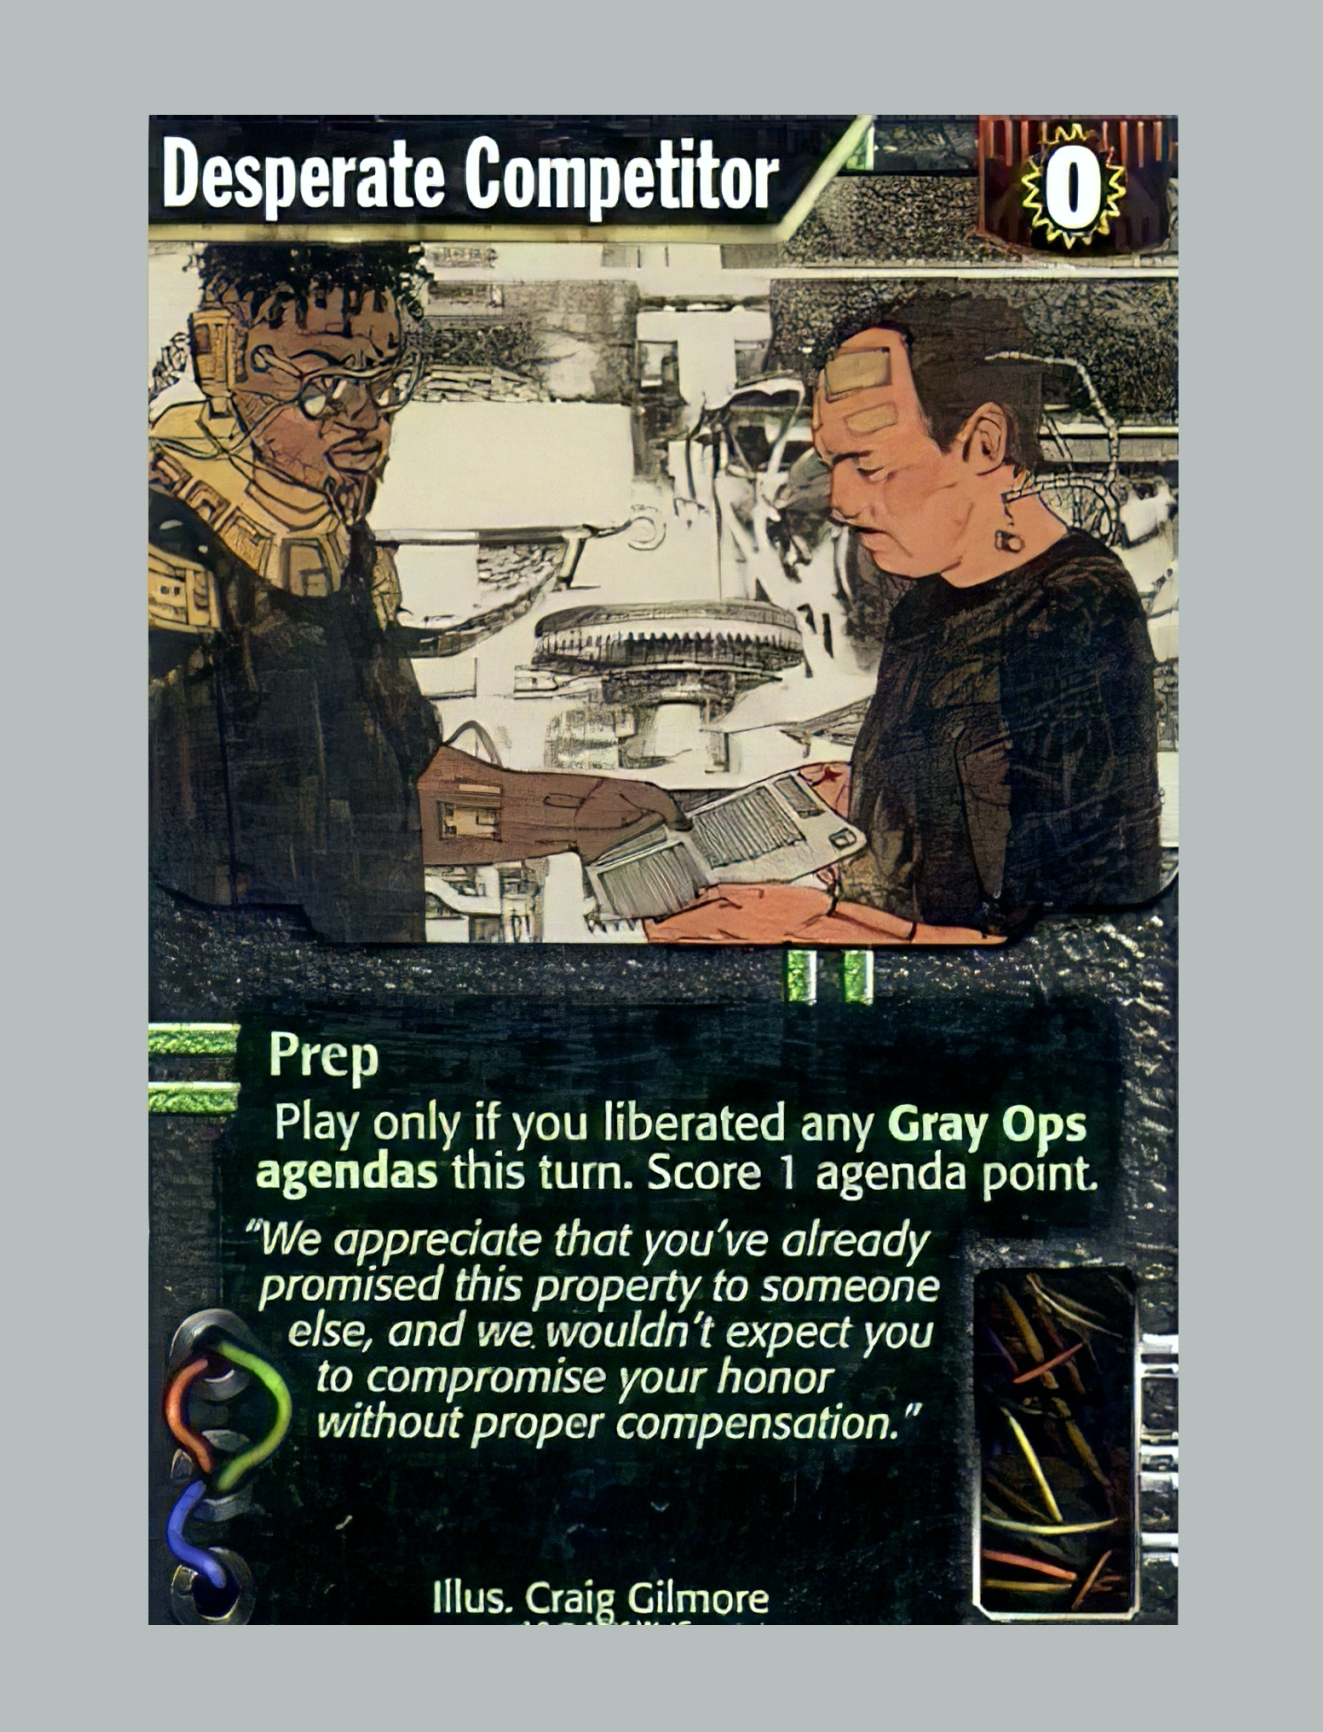 Desperate Competitor
0
Prep
Play only if you liberated any Gray Ops
agendas this turn. Score 1 agenda point.
“We appreciate that you’ve already
promised this property to someone
else, and we wouldn’t expect you
to compromise your honor
without proper compensation.”
Illus. Craig Gilmore